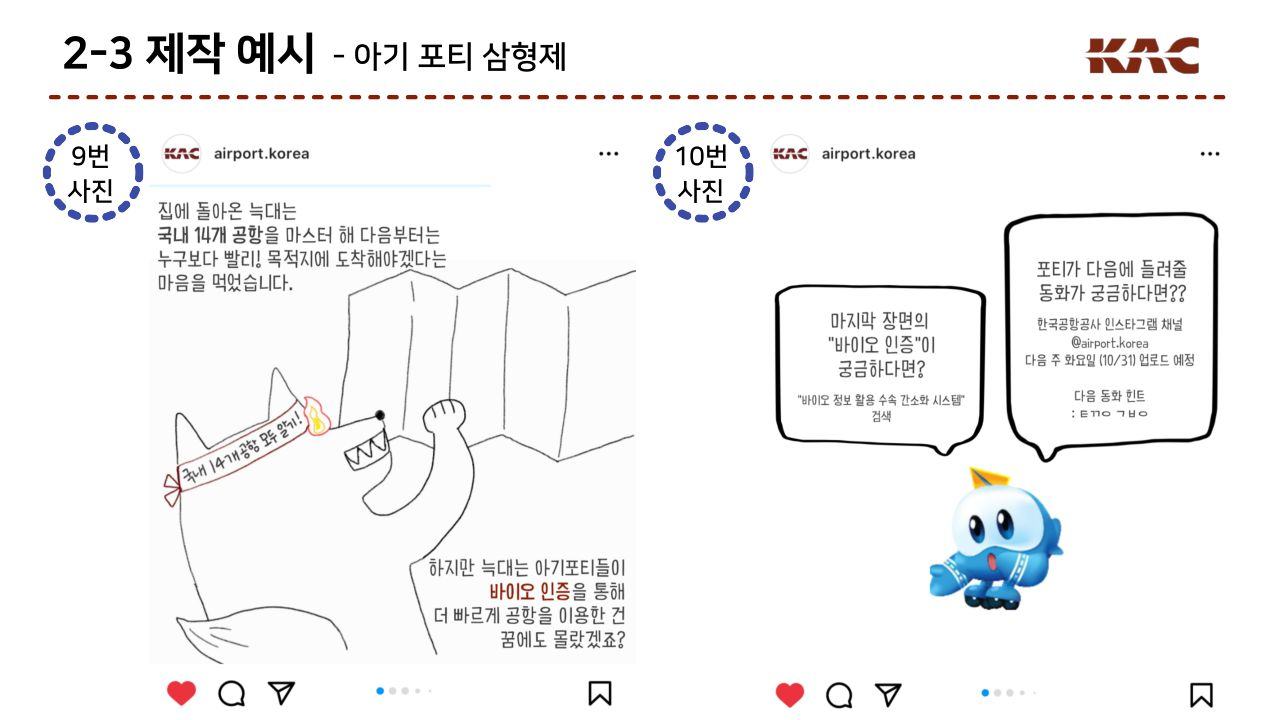 2-3 제작 예시 - 아기 포티 삼형제
KAC
9번
사진
KAC airport.korea
집에 돌아온 늑대는
국내 14개 공항을 마스터 해 다음부터는
누구보다 빨리! 목적지에 도착해야겠다는
마음을 먹었습니다.
국내 14개공항 모두 알기!
하지만 늑대는 아기포티들이
바이오 인증을 통해
더 빠르게 공항을 이용한 건
꿈에도 몰랐겠죠?
10번
사진
KAC airport.korea
마지막 장면의
"바이오 인증"이
궁금하다면?
"바이오 정보 활용 수속 간소화 시스템"
검색
포티가 다음에 들려줄
동화가 궁금하다면??
한국공항공사 인스타그램 채널
@airport.korea
다음 주 화요일 (10/31) 업로드 예정
다음 동화 힌트
: ㅌㄲㅇ ㄱㅂㅇ